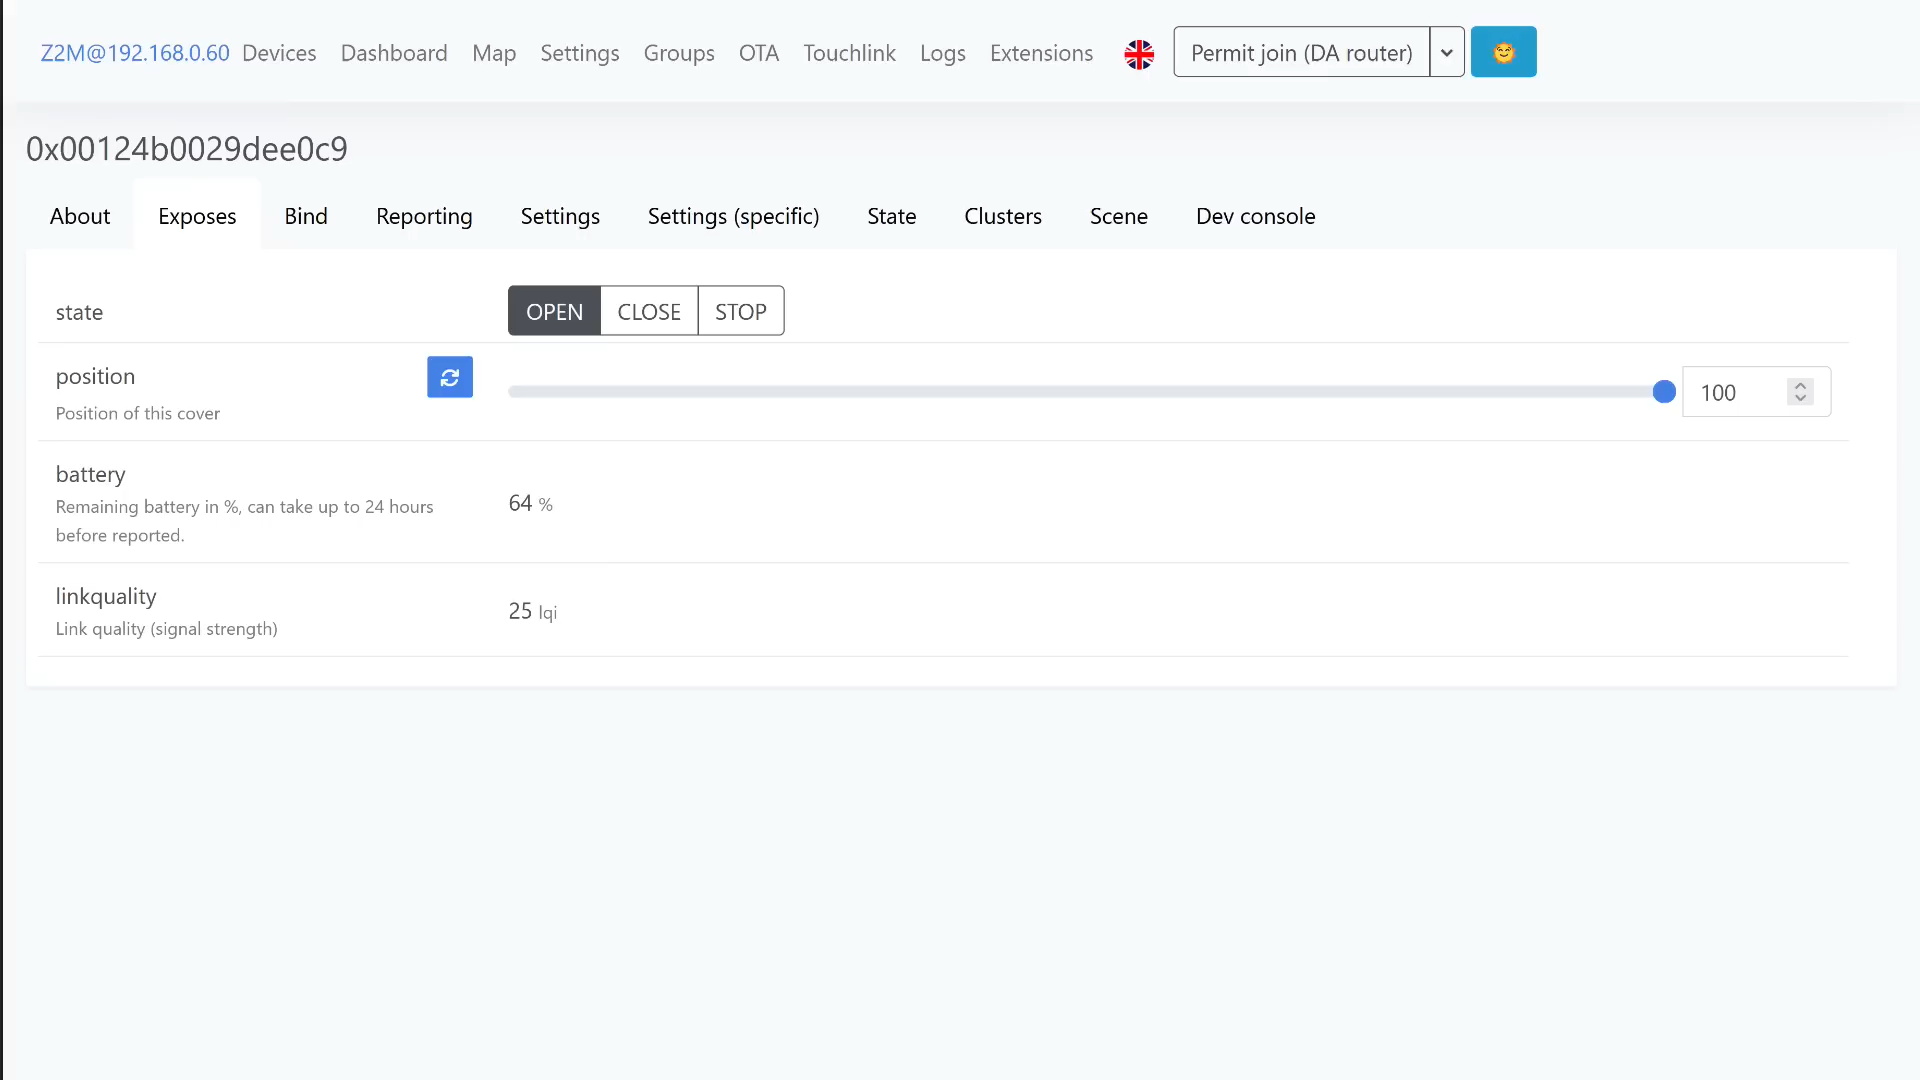 Z2M@192.168.0.60 Devices Dashboard Map Settings Groups OTA Touchlink Logs Extensions Permit join (DA router)
0x00124b0029dee0c9
About Exposes Bind Reporting Settings Settings (specific) State Clusters Scene Dev console
state OPEN CLOSE STOP
position 100
Position of this cover
battery
Remaining battery in %, can take up to 24 hours
before reported.
64 %
linkquality
Link quality (signal strength)
25 lqi